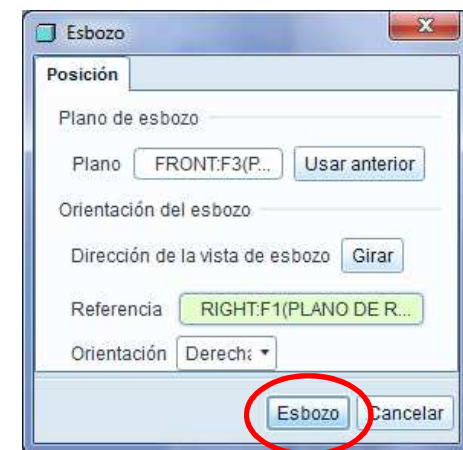 Esbozo
Posición
Plano de esbozo
Plano FRONT:F3(P... Usar anterior
Orientación del esbozo
Dirección de la vista de esbozo Girar
Referencia RIGHT:F1(PLANO DE R...
Orientación Derech
Esbozo Cancelar